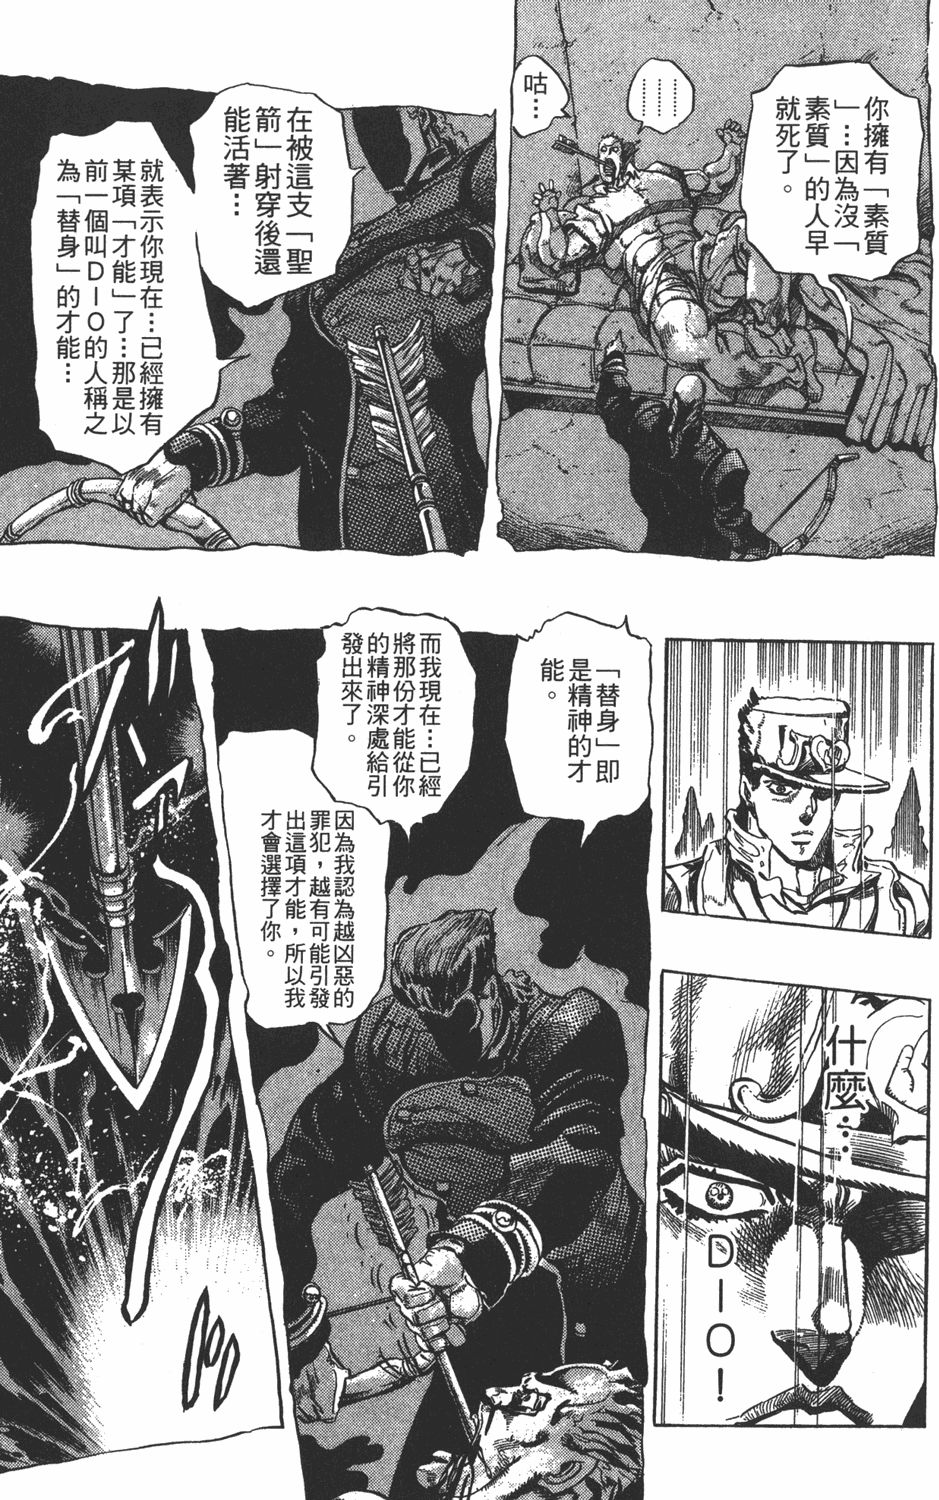 你擁有「素質
」…因為沒「
素質」的人早
就死了。
……
……
咕…
在被這支「聖
箭」射穿後還
能活著…
就表示你現在…已經擁有
某項「才能」了…那是以
前一個叫DIO的人稱之
為「替身」的才能…
什麼…
DIO!
「替身」即
是精神的才
能。
而我現在…已經
將那份才能從你
的精神深處給引
發出來了。
因為我認為越凶惡的
罪犯，越有可能引發
出這項才能，所以我
才會選擇了你。